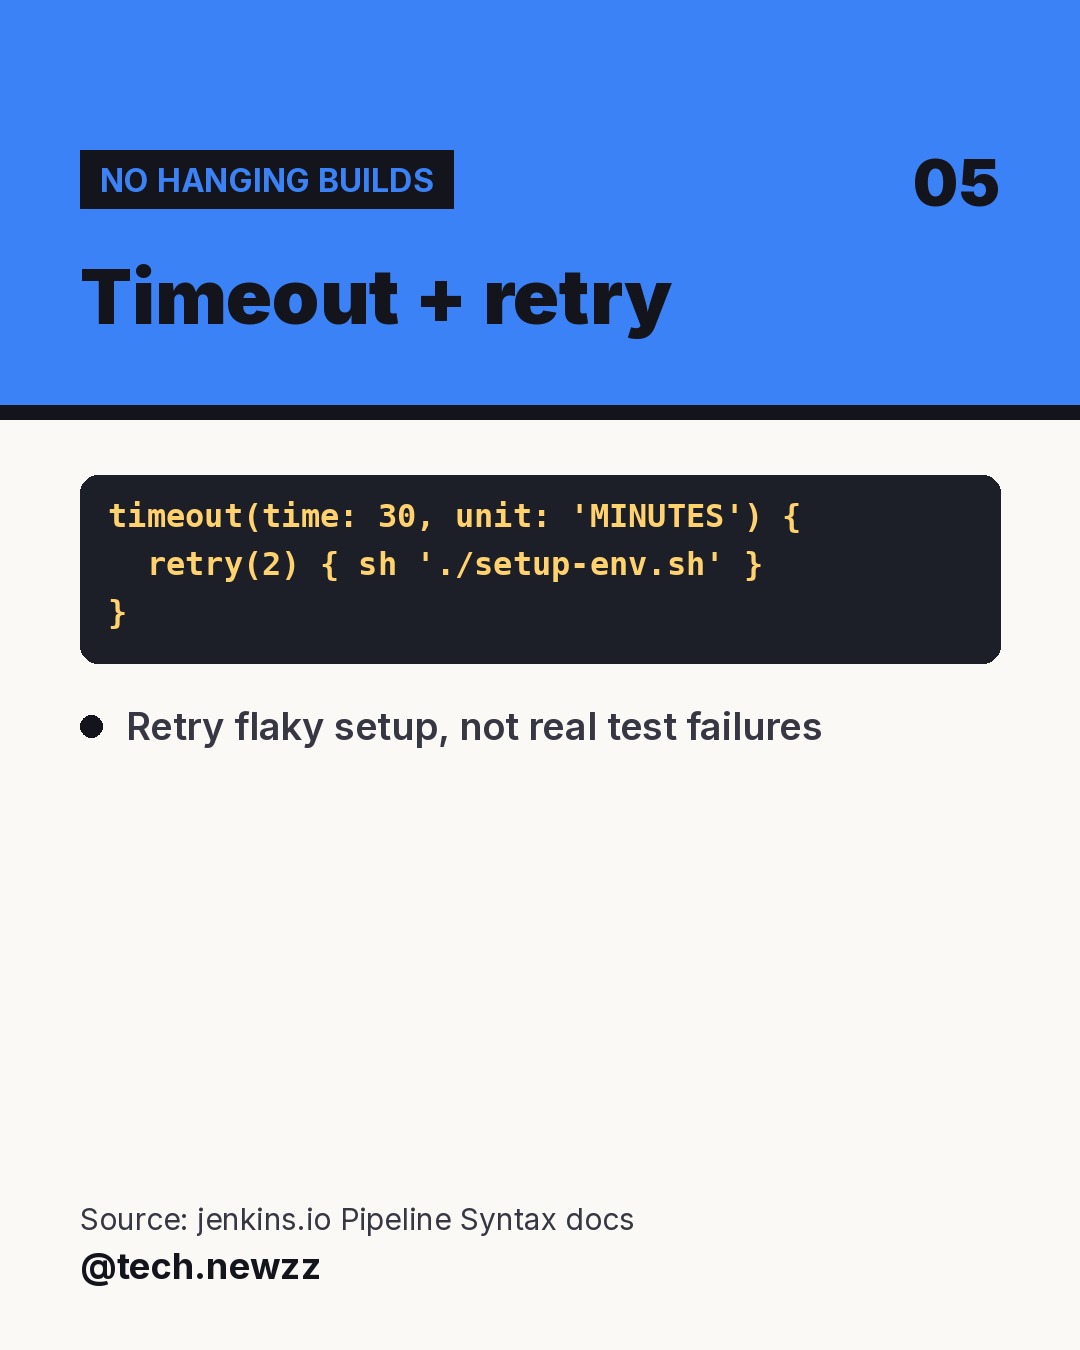 NO HANGING BUILDS
05
Timeout + retry
timeout(time: 30, unit: 'MINUTES') {
  retry(2) { sh './setup-env.sh' }
}
Retry flaky setup, not real test failures
Source: jenkins.io Pipeline Syntax docs
@tech.newzz